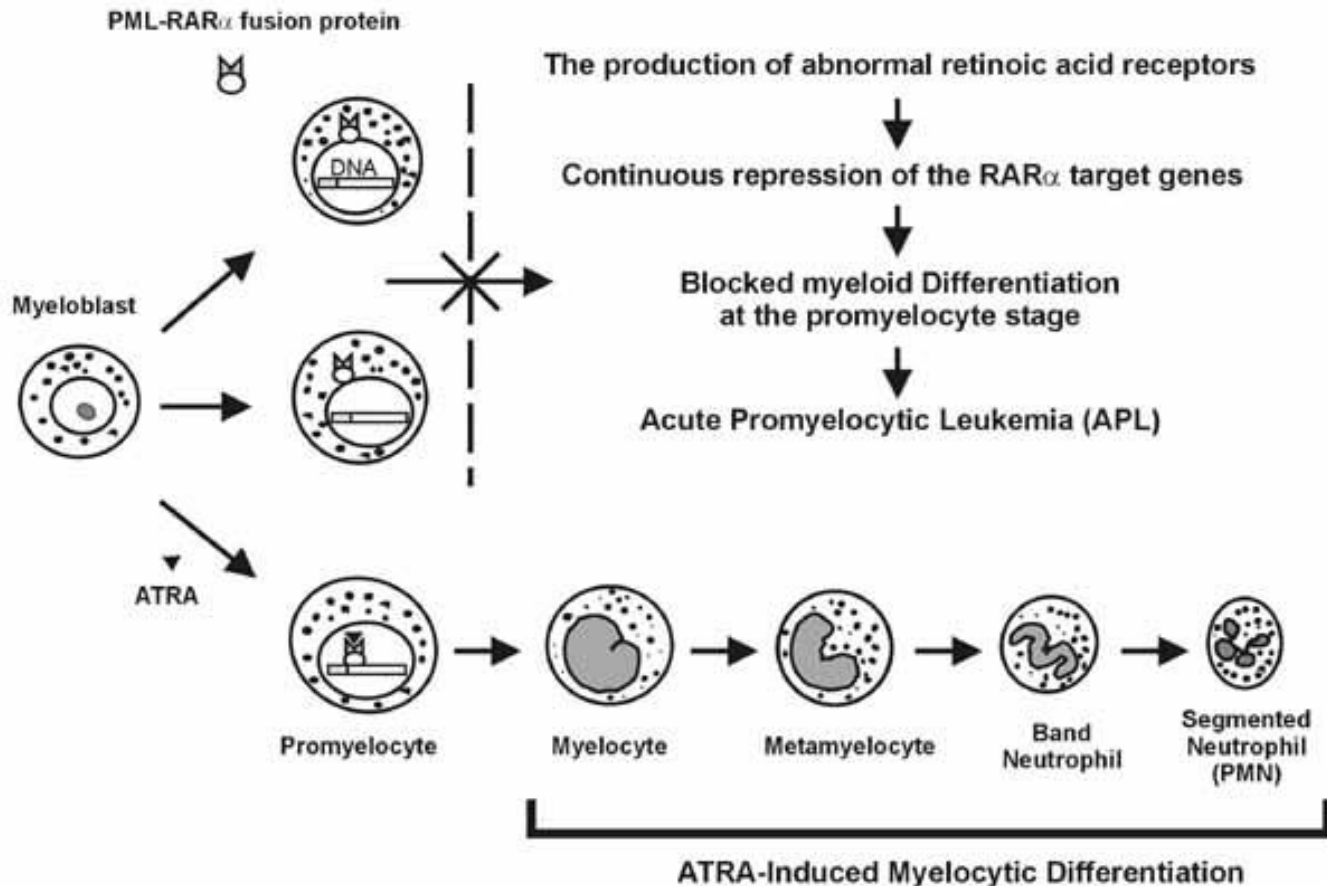 PML-RARα fusion protein
The production of abnormal retinoic acid receptors
DNA
Continuous repression of the RARα target genes
Blocked myeloid Differentiation
at the promyelocyte stage
Myeloblast
Acute Promyelocytic Leukemia (APL)
ATRA
Promyelocyte
Myelocyte
Metamyelocyte
Band
Neutrophil
Segmented
Neutrophil
(PMN)
ATRA-Induced Myelocytic Differentiation